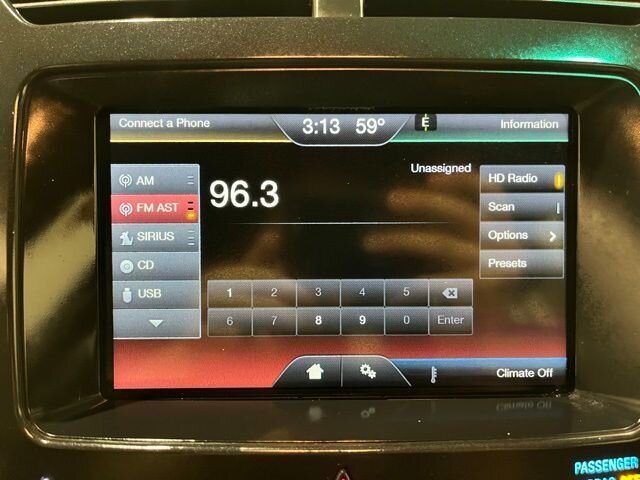 Connect a Phone
3:13 59°
E
Information
AM
FM AST
SIRIUS
CD
USB
Unassigned
96.3
1 2 3 4 5
6 7 8 9 0 Enter
HD Radio
Scan
Options
Presets
Climate Off
PASSENGER